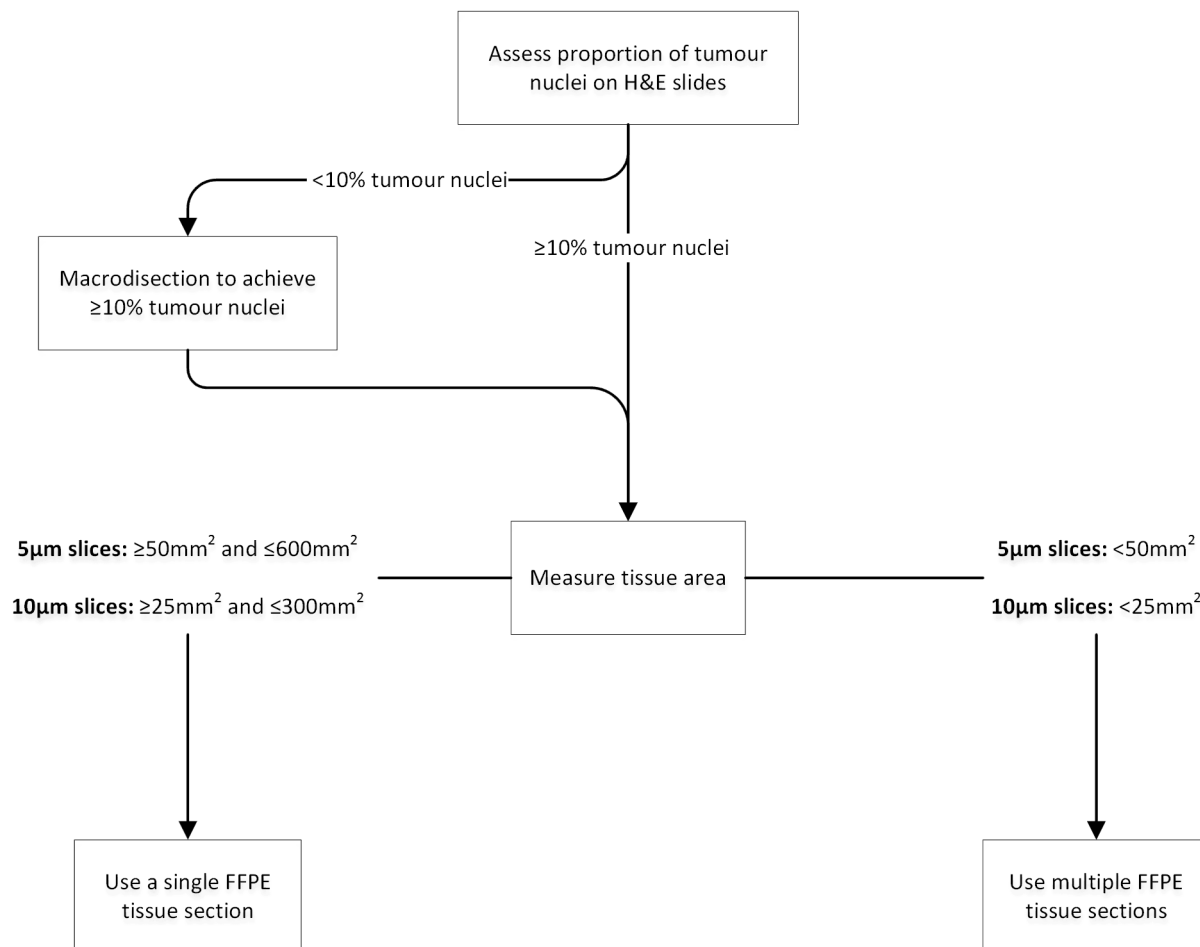 Assess proportion of tumour
nuclei on H&E slides
<10% tumour nuclei
≥10% tumour nuclei
Macrodisection to achieve
≥10% tumour nuclei
5µm slices: ≥50mm² and ≤600mm²
10µm slices: ≥25mm² and ≤300mm²
Measure tissue area
5µm slices: <50mm²
10µm slices: <25mm²
Use a single FFPE
tissue section
Use multiple FFPE
tissue sections